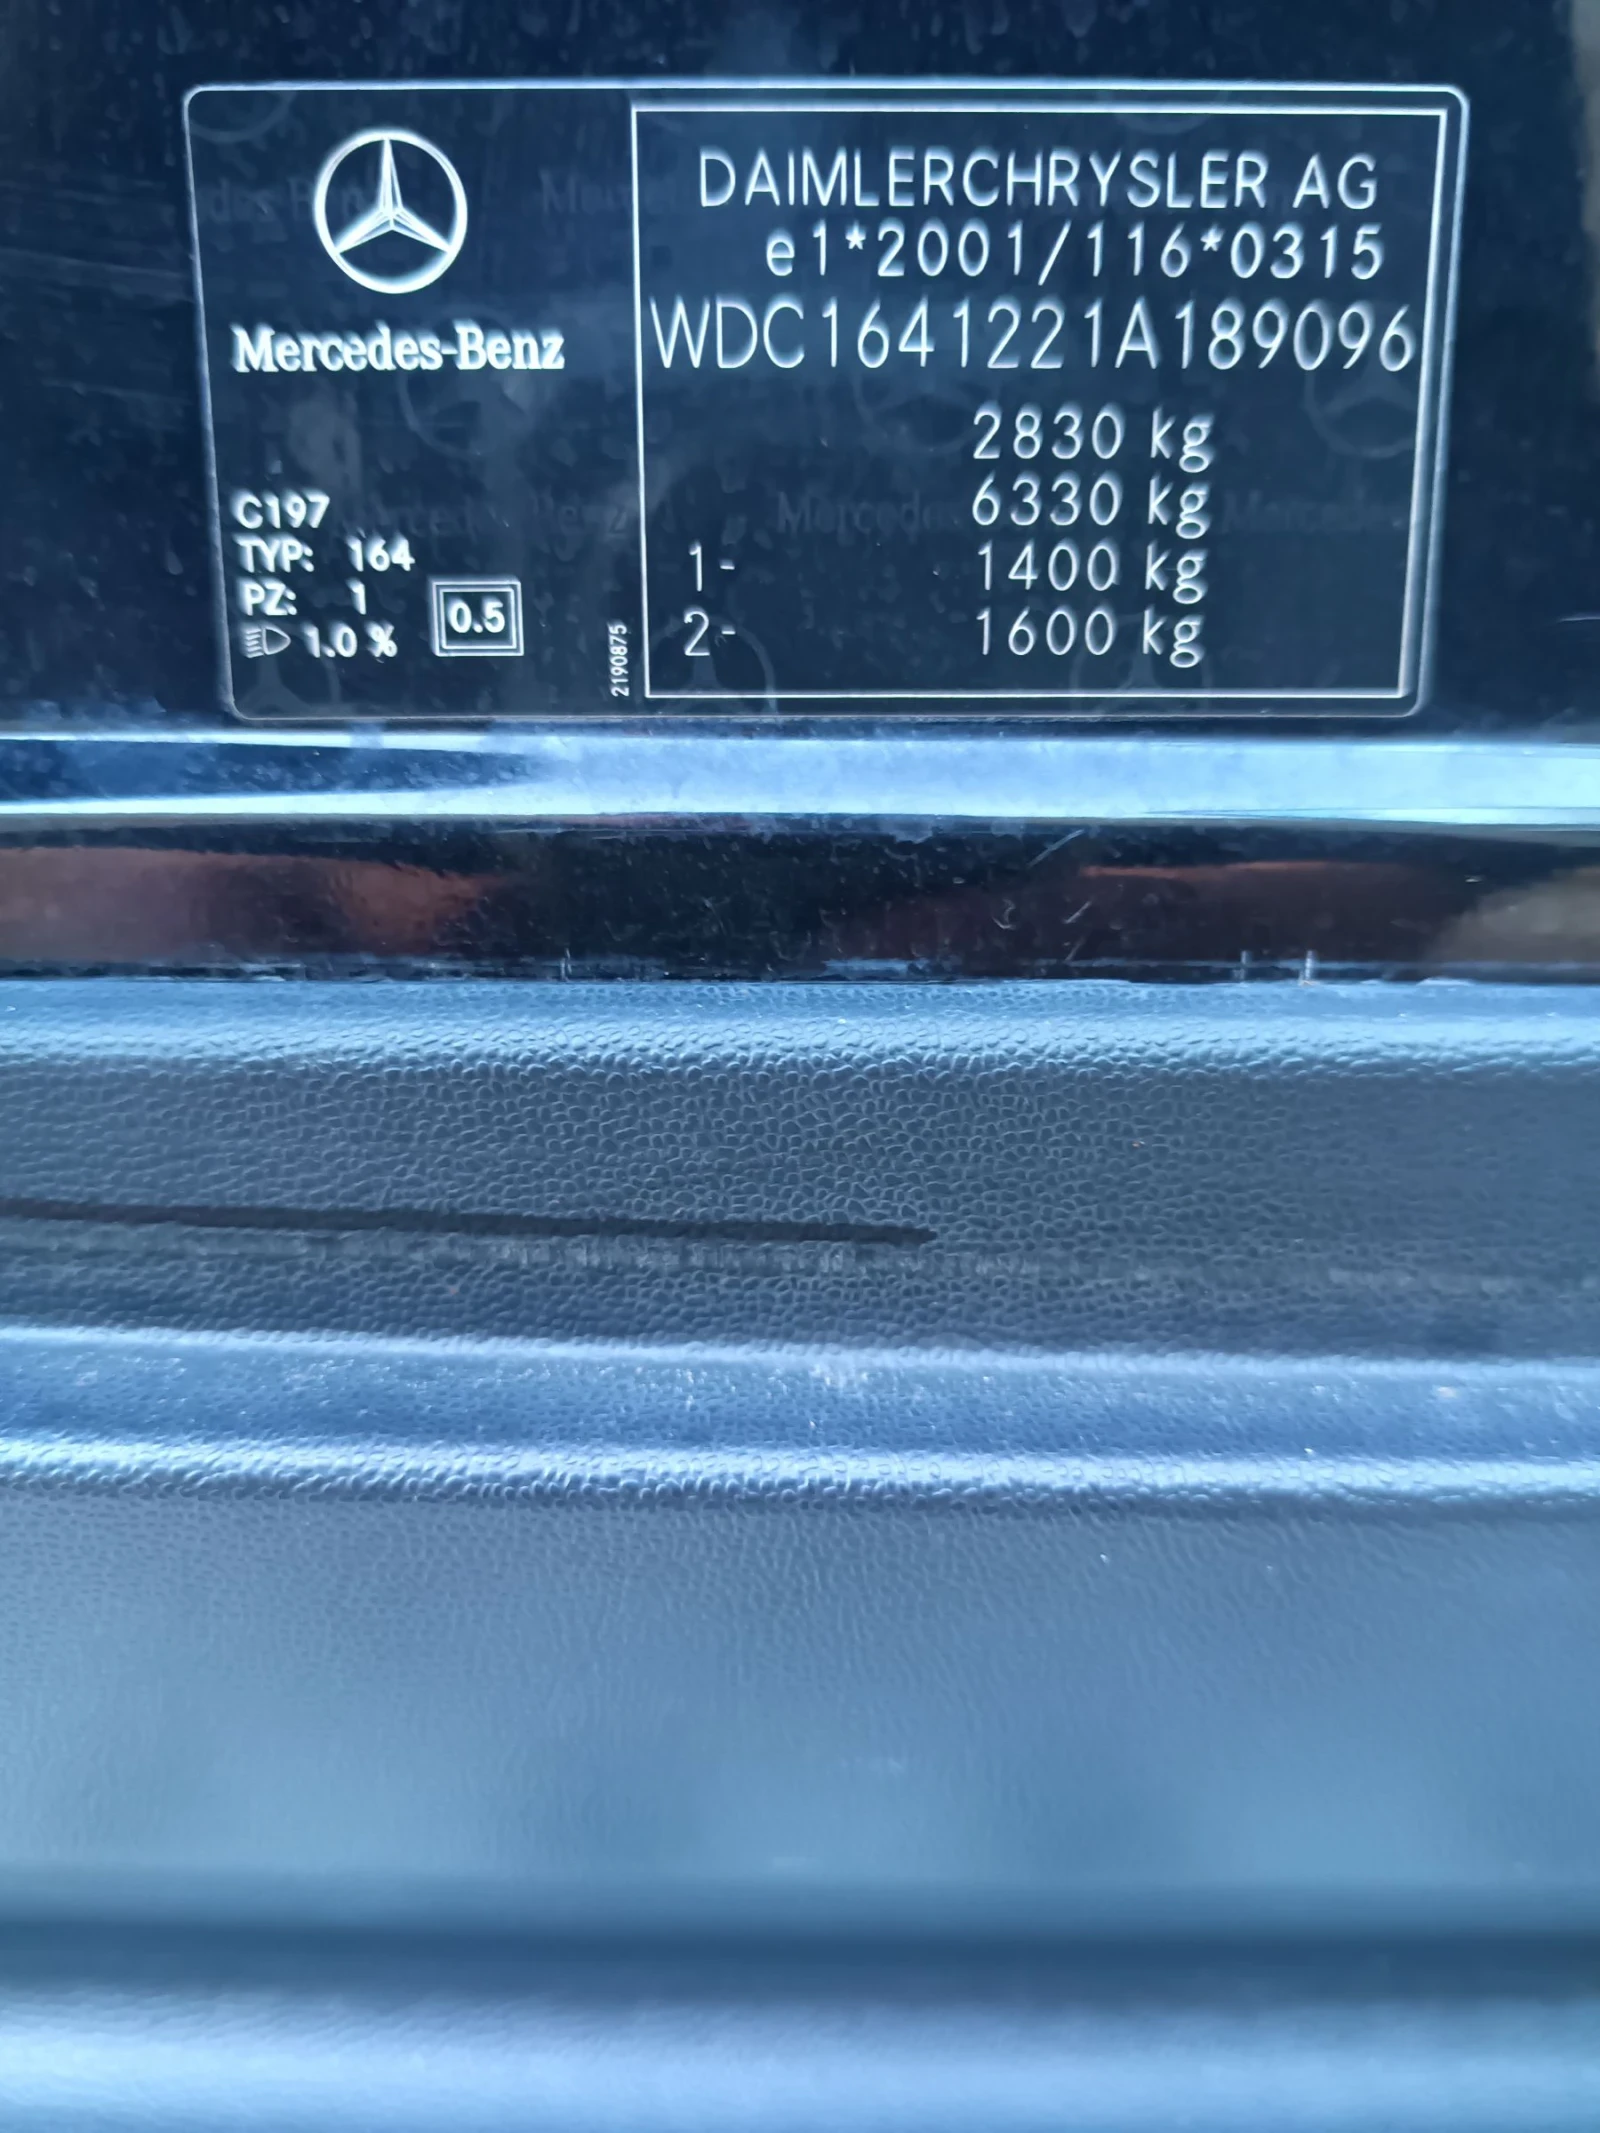 DAIMLERCHRYSLER AG
e1*2001/116*0315
WDC1641221A189096
Mercedes-Benz
2830 kg
6330 kg
1- 1400 kg
2- 1600 kg
C197
TYP: 164
PZ: 1
1.0 %
0.5
2190875